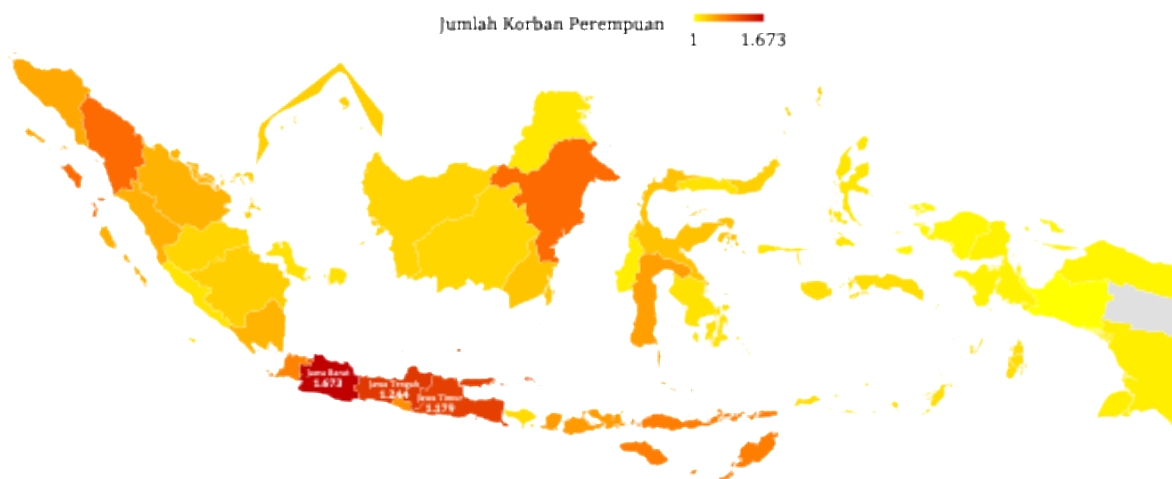 Jumlah Korban Perempuan
1 1.673
Jawa Barat
1.673
Jawa Tengah
1.244
Jawa Timur
1.179